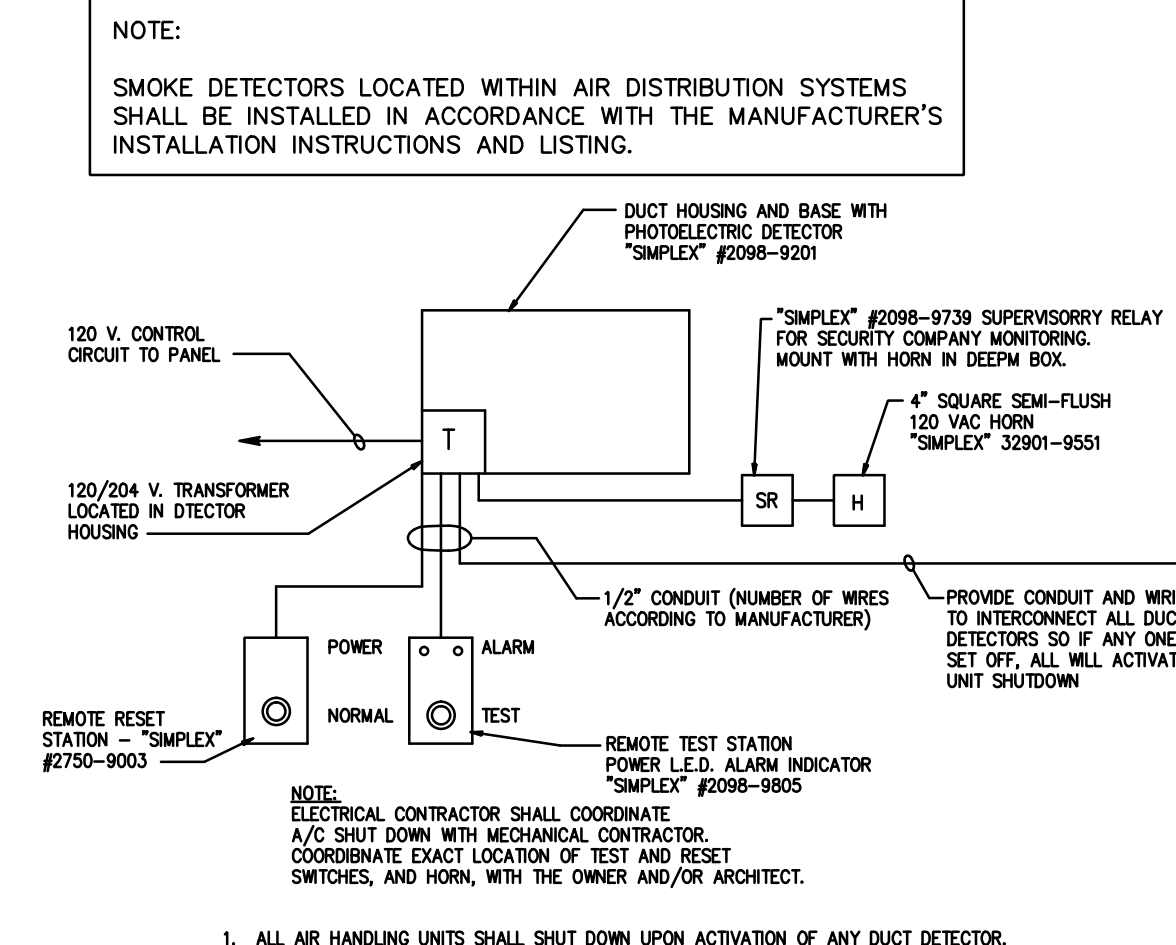 NOTE:
SMOKE DETECTORS LOCATED WITHIN AIR DISTRIBUTION SYSTEMS
SHALL BE INSTALLED IN ACCORDANCE WITH THE MANUFACTURER'S
INSTALLATION INSTRUCTIONS AND LISTING.
DUCT HOUSING AND BASE WITH
PHOTOELECTRIC DETECTOR
"SIMPLEX" #2098-9201
120 V. CONTROL
CIRCUIT TO PANEL
"SIMPLEX" #2098-9739 SUPERVISORRY RELAY
FOR SECURITY COMPANY MONITORING.
MOUNT WITH HORN IN DEEPM BOX.
4" SQUARE SEMI-FLUSH
120 VAC HORN
"SIMPLEX" 32901-9551
T
120/204 V. TRANSFORMER
LOCATED IN DTECTOR
HOUSING
SR
H
1/2" CONDUIT (NUMBER OF WIRES
ACCORDING TO MANUFACTURER)
PROVIDE CONDUIT AND WIRI
TO INTERCONNECT ALL DUC
DETECTORS SO IF ANY ONE
SET OFF, ALL WILL ACTIVAT
UNIT SHUTDOWN
POWER
ALARM
NORMAL
TEST
REMOTE RESET
STATION - "SIMPLEX"
#2750-9003
REMOTE TEST STATION
POWER L.E.D. ALARM INDICATOR
"SIMPLEX" #2098-9805
NOTE:
ELECTRICAL CONTRACTOR SHALL COORDINATE
A/C SHUT DOWN WITH MECHANICAL CONTRACTOR.
COORDIBNATE EXACT LOCATION OF TEST AND RESET
SWITCHES, AND HORN, WITH THE OWNER AND/OR ARCHITECT.
1. ALL AIR HANDLING UNITS SHALL SHUT DOWN UPON ACTIVATION OF ANY DUCT DETECTOR.